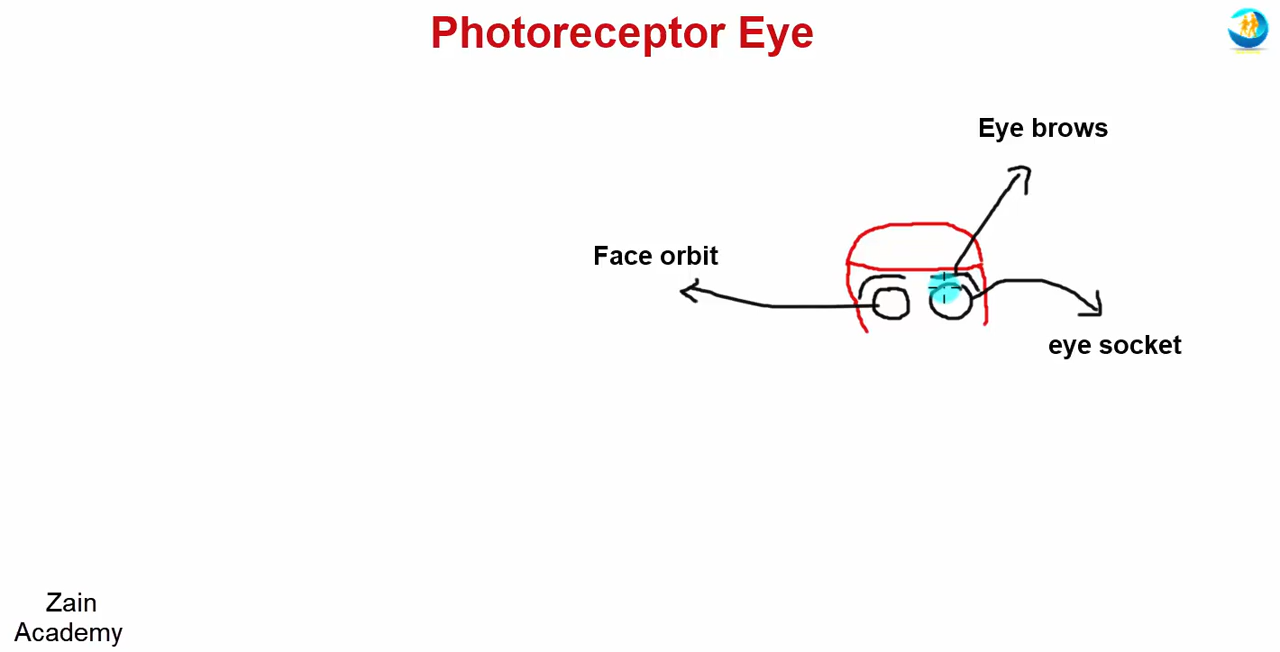 Photoreceptor Eye
Eye brows
Face orbit
eye socket
Zain
Academy